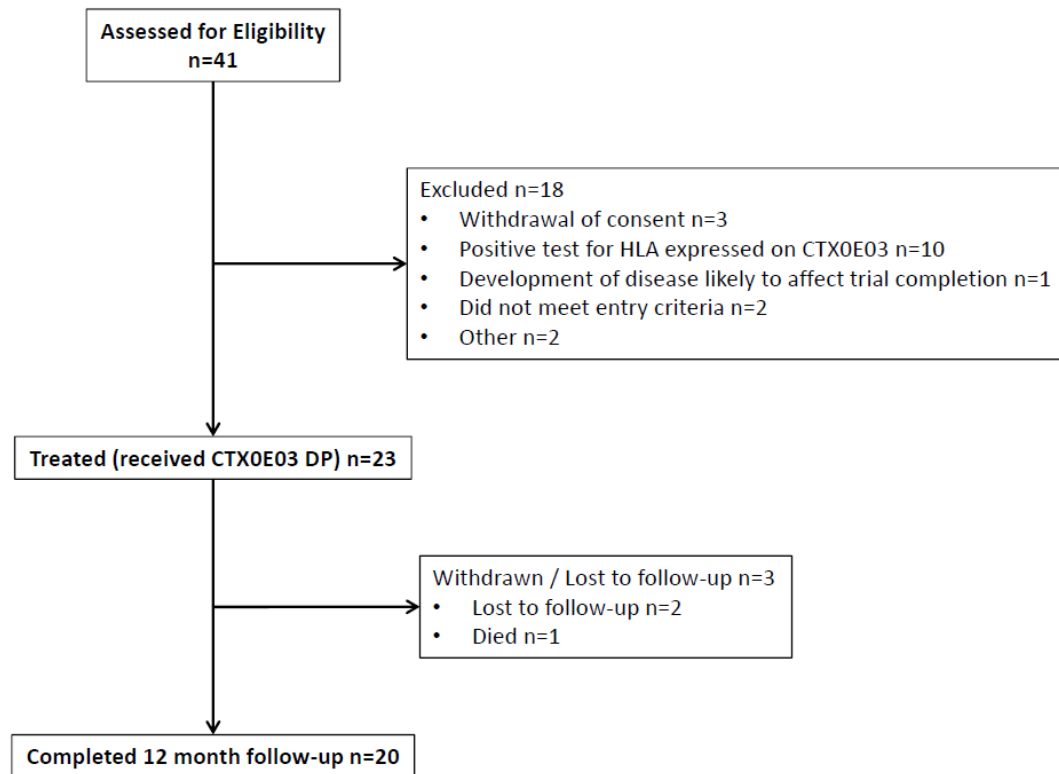 Assessed for Eligibility
n=41
Excluded n=18
• Withdrawal of consent n=3
• Positive test for HLA expressed on CTX0E03 n=10
• Development of disease likely to affect trial completion n=1
• Did not meet entry criteria n=2
• Other n=2
Treated (received CTX0E03 DP) n=23
Withdrawn / Lost to follow-up n=3
• Lost to follow-up n=2
• Died n=1
Completed 12 month follow-up n=20